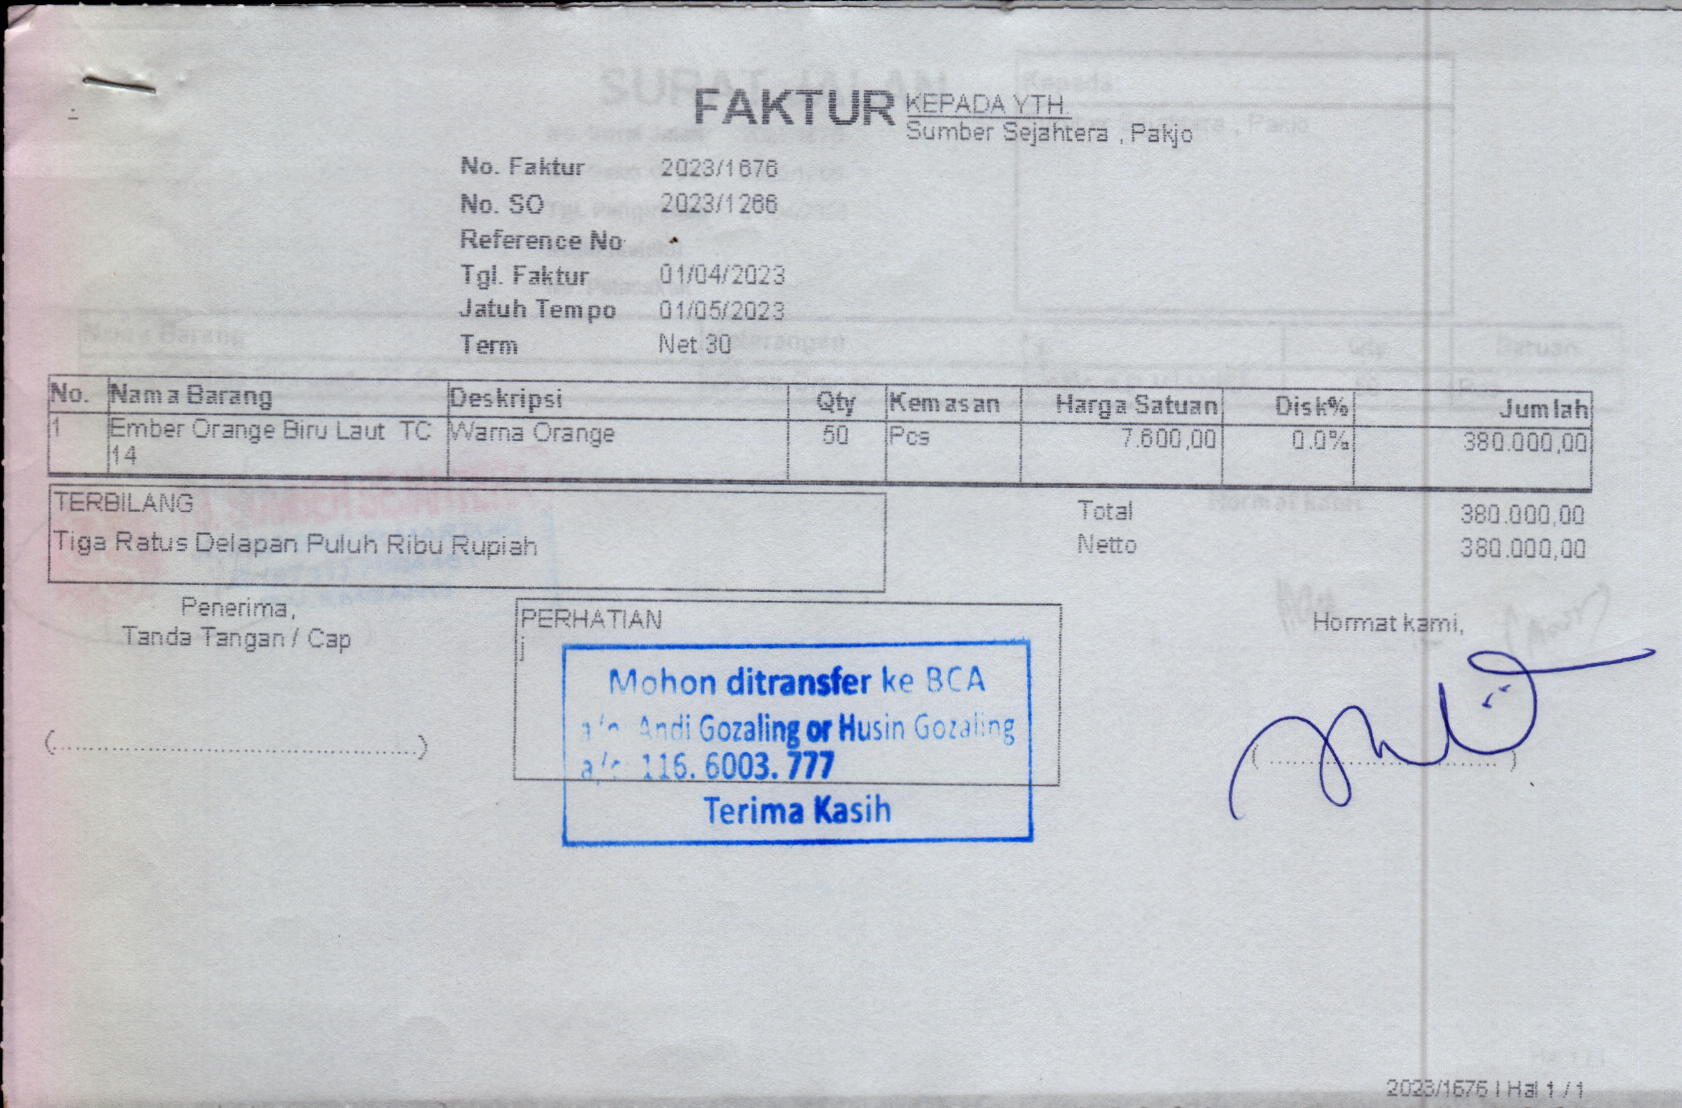 FAKTUR
KEPADA YTH.
Sumber Sejahtera , Pakjo
No. Faktur 2023/1676
No. SO 2023/1266
Reference No
Tgl. Faktur 01/04/2023
Jatuh Tempo 01/05/2023
Term Net 30
No. Nama Barang Deskripsi Qty Kemasan Harga Satuan Disk% Jumlah
1 Ember Orange Biru Laut TC Warna Orange 50 Pcs 7.600,00 0.0% 380.000,00
14
TERBILANG
Tiga Ratus Delapan Puluh Ribu Rupiah
Total 380.000,00
Netto 380.000,00
Penerima,
Tanda Tangan / Cap
PERHATIAN
j
Mohon ditransfer ke BCA
a/n Andi Gozaling or Husin Gozaling
a/c 116. 6003. 777
Terima Kasih
Hormat kami,
2023/1676 | Hal 1 / 1